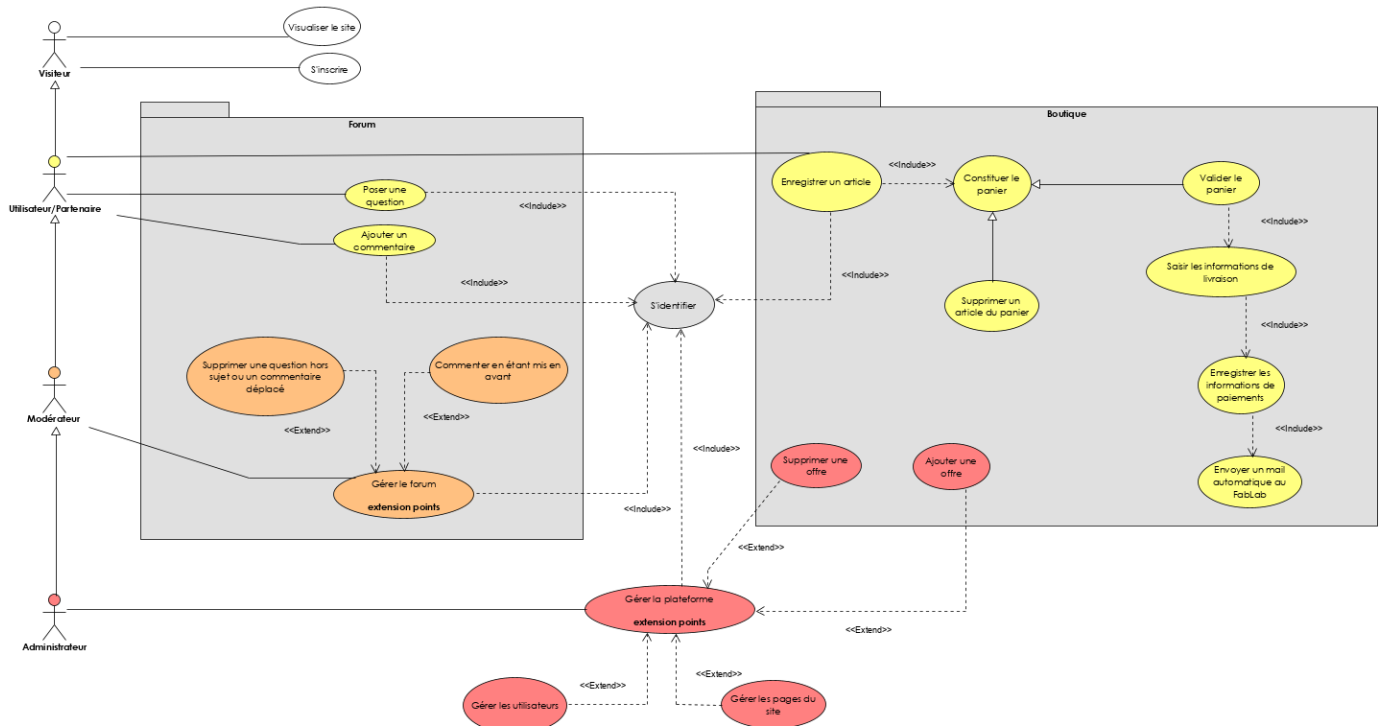 Visualiser le site
S'inscrire
Visiteur
Forum
Boutique
Utilisateur/Partenaire
Poser une
question
<<Include>>
Ajouter un
commentaire
<<Include>>
S'identifier
Enregistrer un article
<<Include>>
Constituer le
panier
Valider le
panier
<<Include>>
<<Include>>
Saisir les informations de
livraison
Supprimer un
article du panier
<<Include>>
Enregistrer les
informations de
paiements
<<Include>>
Envoyer un mail
automatique au
FabLab
Modérateur
Supprimer une question hors
sujet ou un commentaire
déplacé
Commenter en étant mis en
avant
<<Extend>>
<<Extend>>
Gérer le forum
extension points
<<Include>>
<<Include>>
Supprimer une
offre
Ajouter une
offre
<<Extend>>
<<Extend>>
Administrateur
Gérer la plateforme
extension points
<<Extend>>
<<Extend>>
Gérer les utilisateurs
Gérer les pages du
site